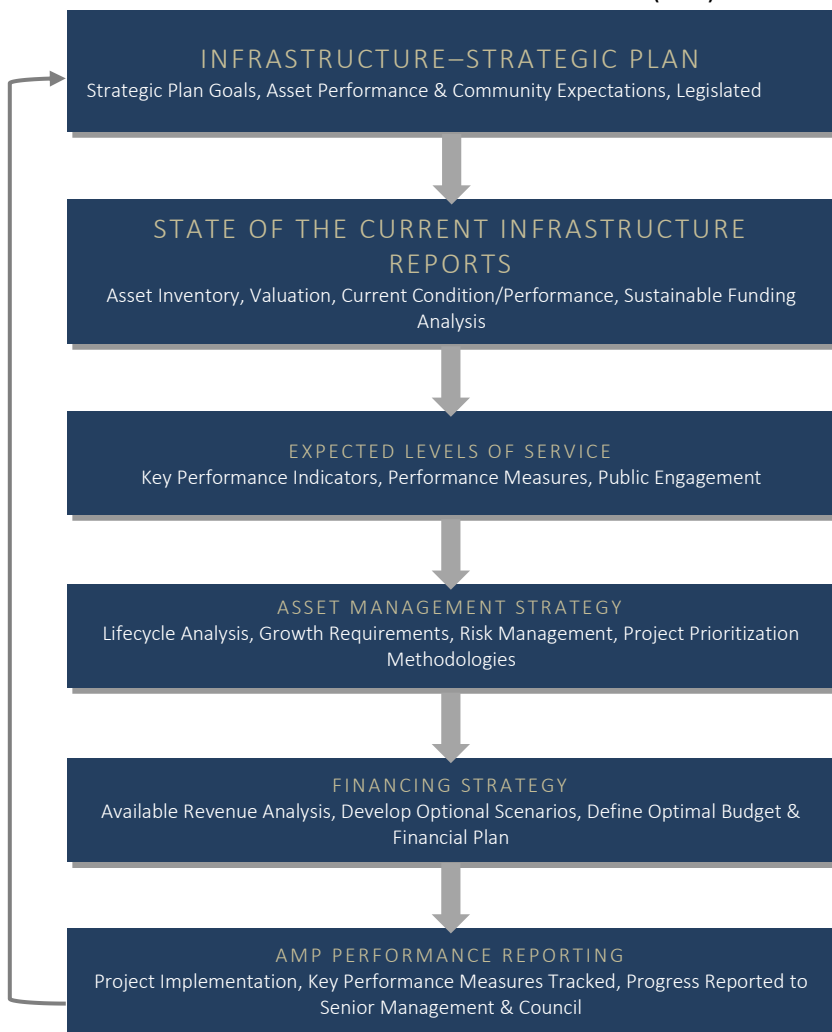 INFRASTRUCTURE–STRATEGIC PLAN
Strategic Plan Goals, Asset Performance & Community Expectations, Legislated
STATE OF THE CURRENT INFRASTRUCTURE
REPORTS
Asset Inventory, Valuation, Current Condition/Performance, Sustainable Funding
Analysis
EXPECTED LEVELS OF SERVICE
Key Performance Indicators, Performance Measures, Public Engagement
ASSET MANAGEMENT STRATEGY
Lifecycle Analysis, Growth Requirements, Risk Management, Project Prioritization
Methodologies
FINANCING STRATEGY
Available Revenue Analysis, Develop Optional Scenarios, Define Optimal Budget &
Financial Plan
AMP PERFORMANCE REPORTING
Project Implementation, Key Performance Measures Tracked, Progress Reported to
Senior Management & Council